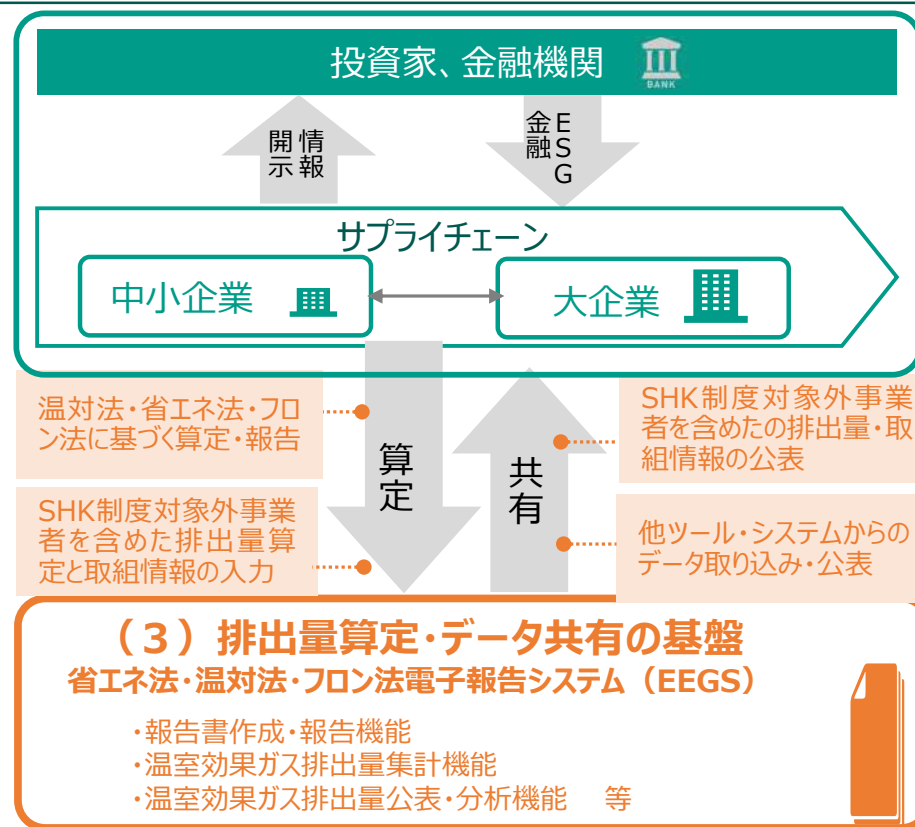 投資家、金融機関
BANK
情報
開示
ESG
金融
サプライチェーン
中小企業
大企業
温対法・省エネ法・フロ
ン法に基づく算定・報告
SHK制度対象外事業
者を含めた排出量算
定と取組情報の入力
算定
共有
SHK制度対象外事業
者を含めたの排出量・取
組情報の公表
他ツール・システムからの
データ取り込み・公表
（３）排出量算定・データ共有の基盤
省エネ法・温対法・フロン法電子報告システム（EEGS）
・報告書作成・報告機能
・温室効果ガス排出量集計機能
・温室効果ガス排出量公表・分析機能　等